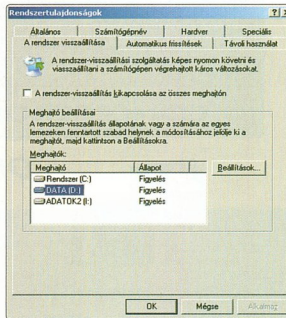 Rendszertulajdonságok
Általános Számítógépnév Hardver Speciális
A rendszer visszaállítása Automatikus frissítések Távoli használat
A rendszer-visszaállítási szolgáltatás képes nyomon követni és
visszaállítani a számítógépen végrehajtott káros változásokat.
A rendszer-visszaállítás kikapcsolása az összes meghajtón
Meghajtó beállításai
A rendszer-visszaállítás állapotának vagy a számára az egyes
lemezeken fenntartott szabad helynek a módosításához jelölje ki a
meghajtót, majd kattintson a Beállításokra.
Meghajtók:
Meghajtó Állapot
Beállítások...
Rendszer (C:) Figyelés
DATA (D:) Figyelés
ADATOK2 (I:) Figyelés
OK Mégse Alkalmaz